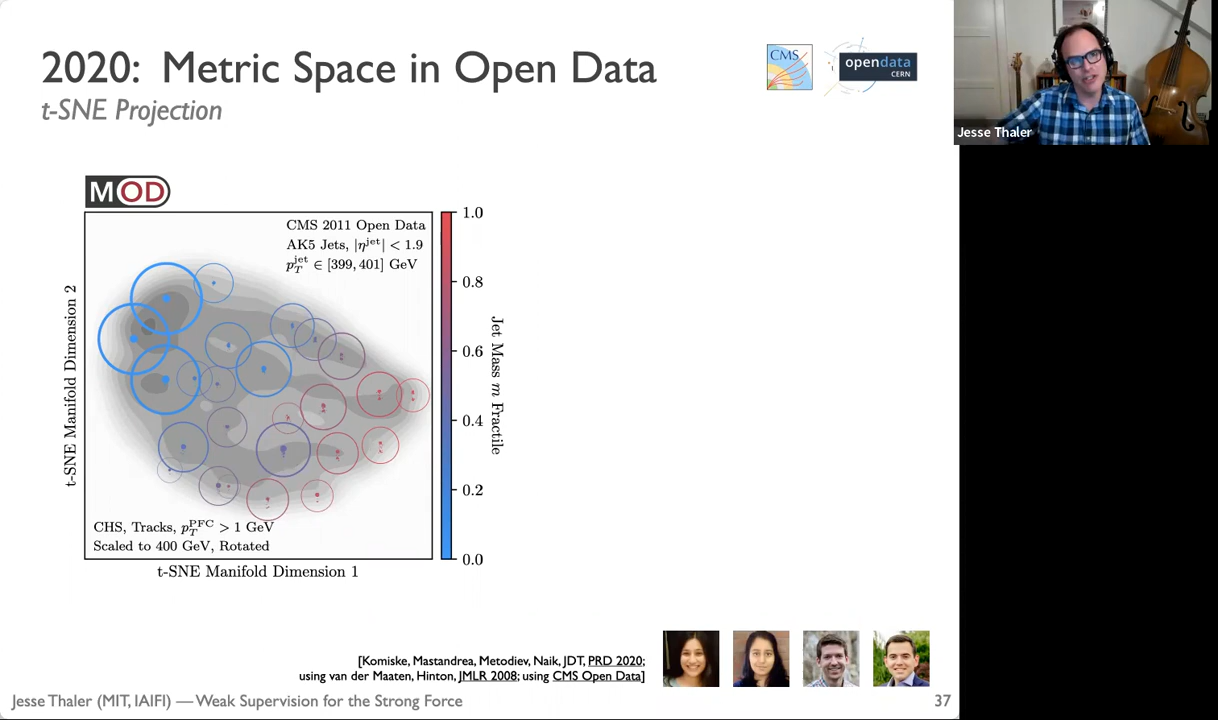 2020: Metric Space in Open Data
t-SNE Projection
CMS
opendata
CERN
Jesse Thaler
MOD
CMS 2011 Open Data
AK5 Jets, |η^jet| < 1.9
p_T^jet ∈ [399, 401] GeV
t-SNE Manifold Dimension 2
CHS, Tracks, p_T^PFC > 1 GeV
Scaled to 400 GeV, Rotated
t-SNE Manifold Dimension 1
1.0
0.8
0.6
0.4
0.2
0.0
Jet Mass m Fractile
[Komiske, Mastandrea, Metodiev, Naik, JDT, PRD 2020;
using van der Maaten, Hinton, JMLR 2008; using CMS Open Data]
Jesse Thaler (MIT, IAIFI) — Weak Supervision for the Strong Force
37